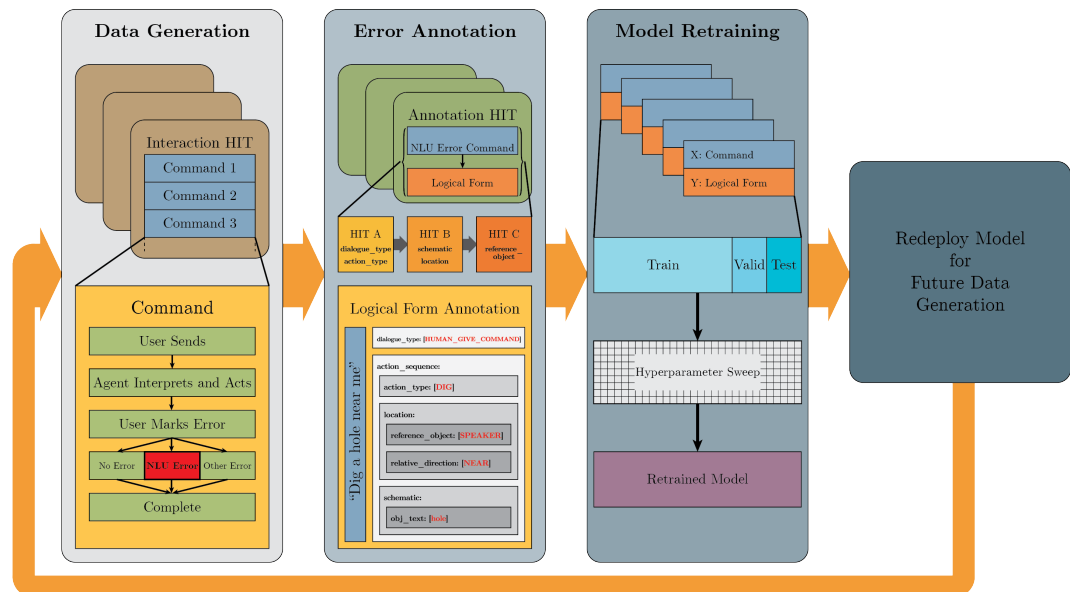 Data Generation
Interaction HIT
Command 1
Command 2
Command 3
Command
User Sends
Agent Interprets and Acts
User Marks Error
No Error
NLU Error
Other Error
Complete
Error Annotation
Annotation HIT
NLU Error Command
Logical Form
HIT A
dialogue_type
action_type
HIT B
schematic
location
HIT C
reference_
object
Logical Form Annotation
“Dig a hole near me”
dialogue_type: [HUMAN_GIVE_COMMAND]
action_sequence:
action_type: [DIG]
location:
reference_object: [SPEAKER]
relative_direction: [NEAR]
schematic:
obj_text: [hole]
Model Retraining
X: Command
Y: Logical Form
Train
Valid
Test
Hyperparameter Sweep
Retrained Model
Redeploy Model
for
Future Data
Generation